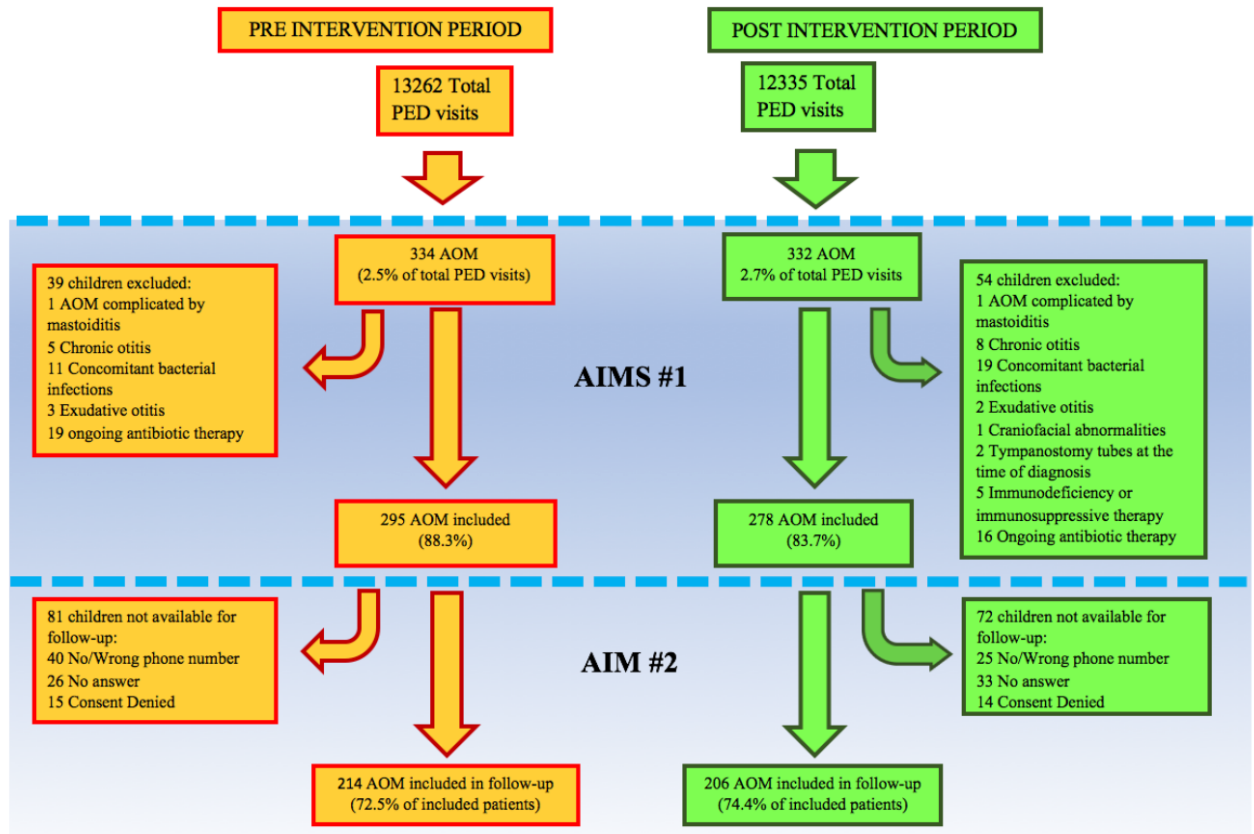 PRE INTERVENTION PERIOD
POST INTERVENTION PERIOD
13262 Total
PED visits
12335 Total
PED visits
334 AOM
(2.5% of total PED visits)
332 AOM
2.7% of total PED visits
39 children excluded:
1 AOM complicated by
mastoiditis
5 Chronic otitis
11 Concomitant bacterial
infections
3 Exudative otitis
19 ongoing antibiotic therapy
AIMS #1
54 children excluded:
1 AOM complicated by
mastoiditis
8 Chronic otitis
19 Concomitant bacterial
infections
2 Exudative otitis
1 Craniofacial abnormalities
2 Tympanostomy tubes at the
time of diagnosis
5 Immunodeficiency or
immunosuppressive therapy
16 Ongoing antibiotic therapy
295 AOM included
(88.3%)
278 AOM included
(83.7%)
81 children not available for
follow-up:
40 No/Wrong phone number
26 No answer
15 Consent Denied
AIM #2
72 children not available for
follow-up:
25 No/Wrong phone number
33 No answer
14 Consent Denied
214 AOM included in follow-up
(72.5% of included patients)
206 AOM included in follow-up
(74.4% of included patients)